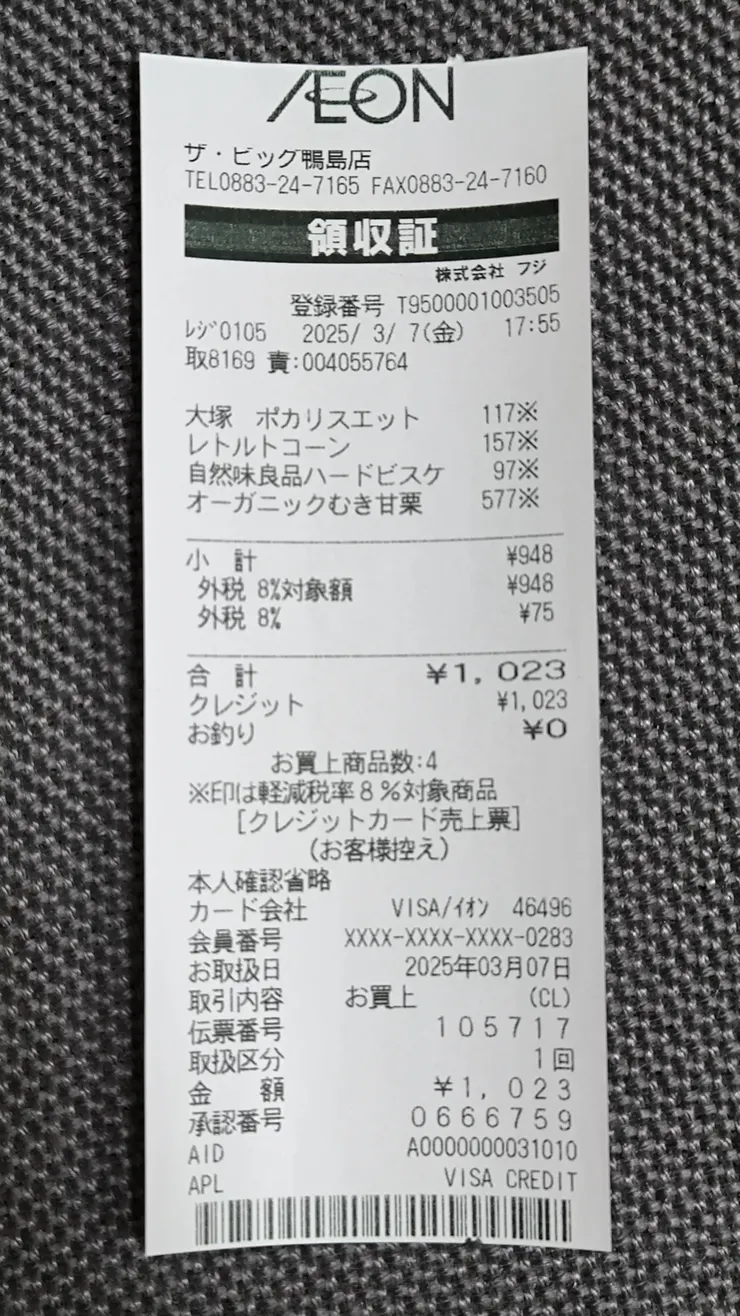 ÆON
ザ・ビッグ鴨島店
TEL0883-24-7165 FAX0883-24-7160
領収証
株式会社 フジ
登録番号 T9500001003505
ﾚｼﾞ0105 2025/ 3/ 7(金) 17:55
取8169 責:004055764
大塚 ポカリスエット 117※
レトルトコーン 157※
自然味良品ハードビスケ 97※
オーガニックむき甘栗 577※
小 計 ¥948
外税 8%対象額 ¥948
外税 8% ¥75
合 計 ¥1,023
クレジット ¥1,023
お釣り ¥0
お買上商品数:4
※印は軽減税率8%対象商品
[クレジットカード売上票]
(お客様控え)
本人確認省略
カード会社 VISA/ｲｵﾝ 46496
会員番号 XXXX-XXXX-XXXX-0283
お取扱日 2025年03月07日
取引内容 お買上 (CL)
伝票番号 105717
取扱区分 1回
金 額 ¥1,023
承認番号 0666759
AID A0000000031010
APL VISA CREDIT